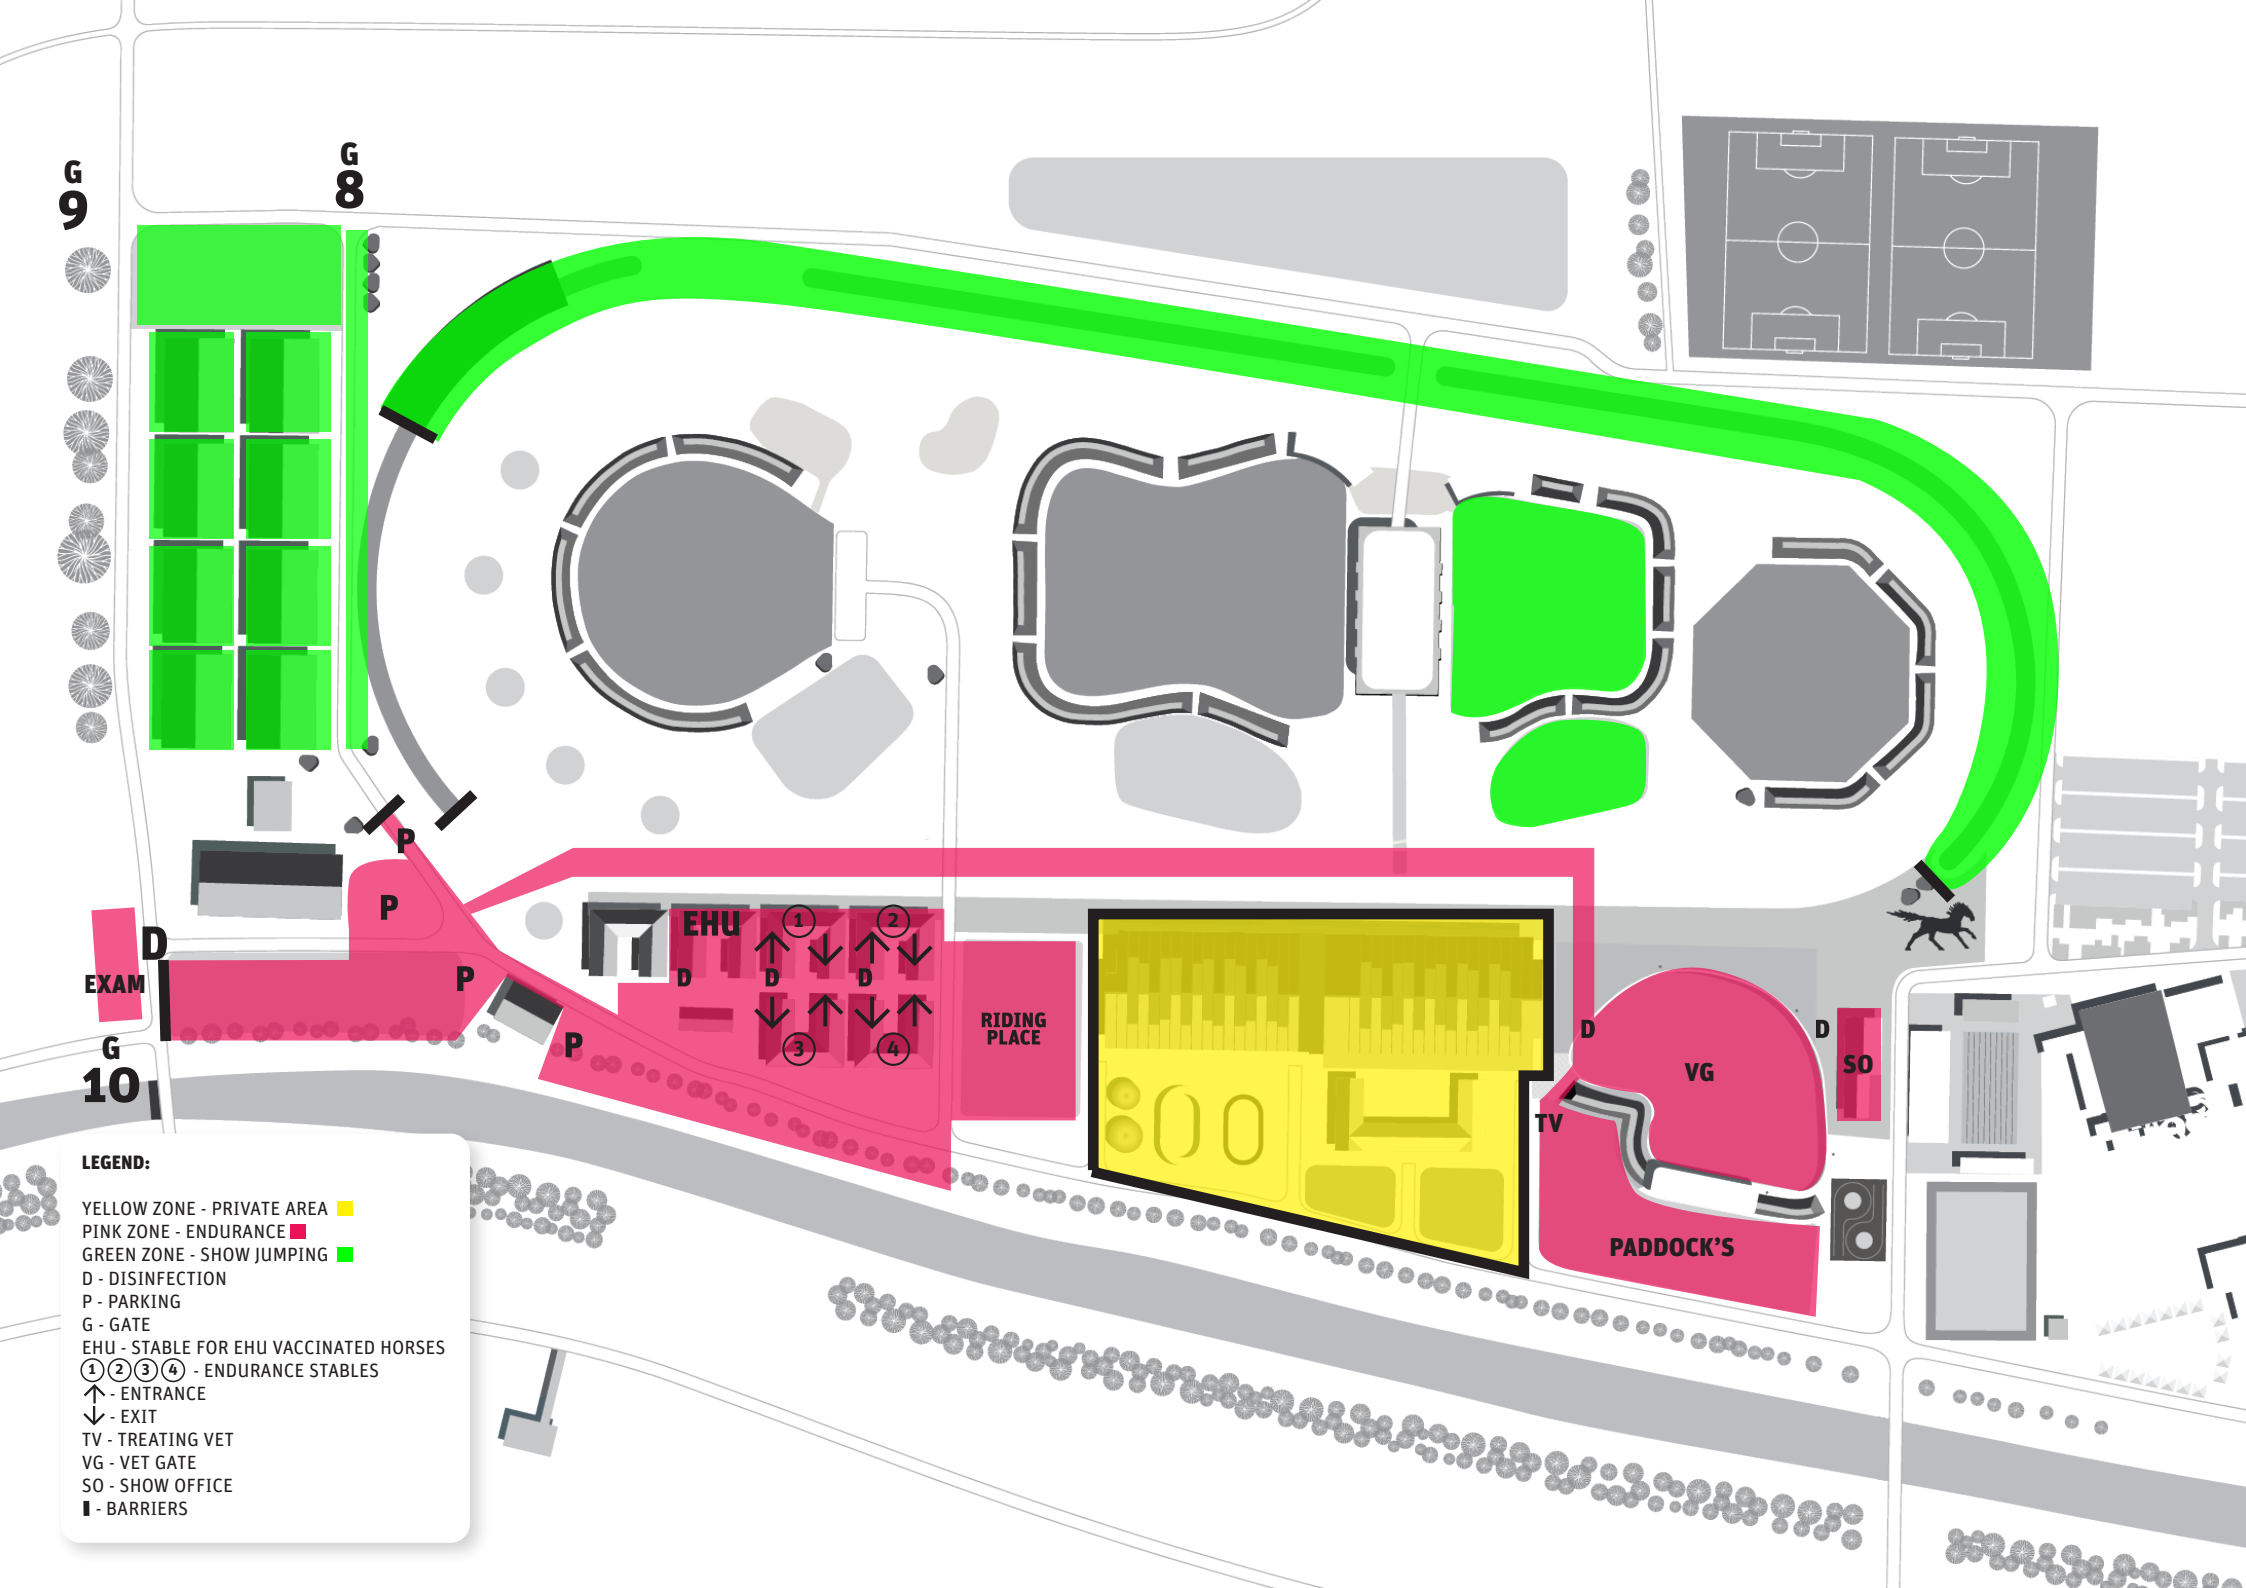 G
9
G
8
P
P
D
EXAM
P
G
10
P
EHU
1
2
D
D
D
3
4
RIDING
PLACE
D
D
VG
SO
TV
PADDOCK'S
LEGEND:
YELLOW ZONE - PRIVATE AREA
PINK ZONE - ENDURANCE
GREEN ZONE - SHOW JUMPING
D - DISINFECTION
P - PARKING
G - GATE
EHU - STABLE FOR EHU VACCINATED HORSES
1 2 3 4 - ENDURANCE STABLES
↑ - ENTRANCE
↓ - EXIT
TV - TREATING VET
VG - VET GATE
SO - SHOW OFFICE
- BARRIERS